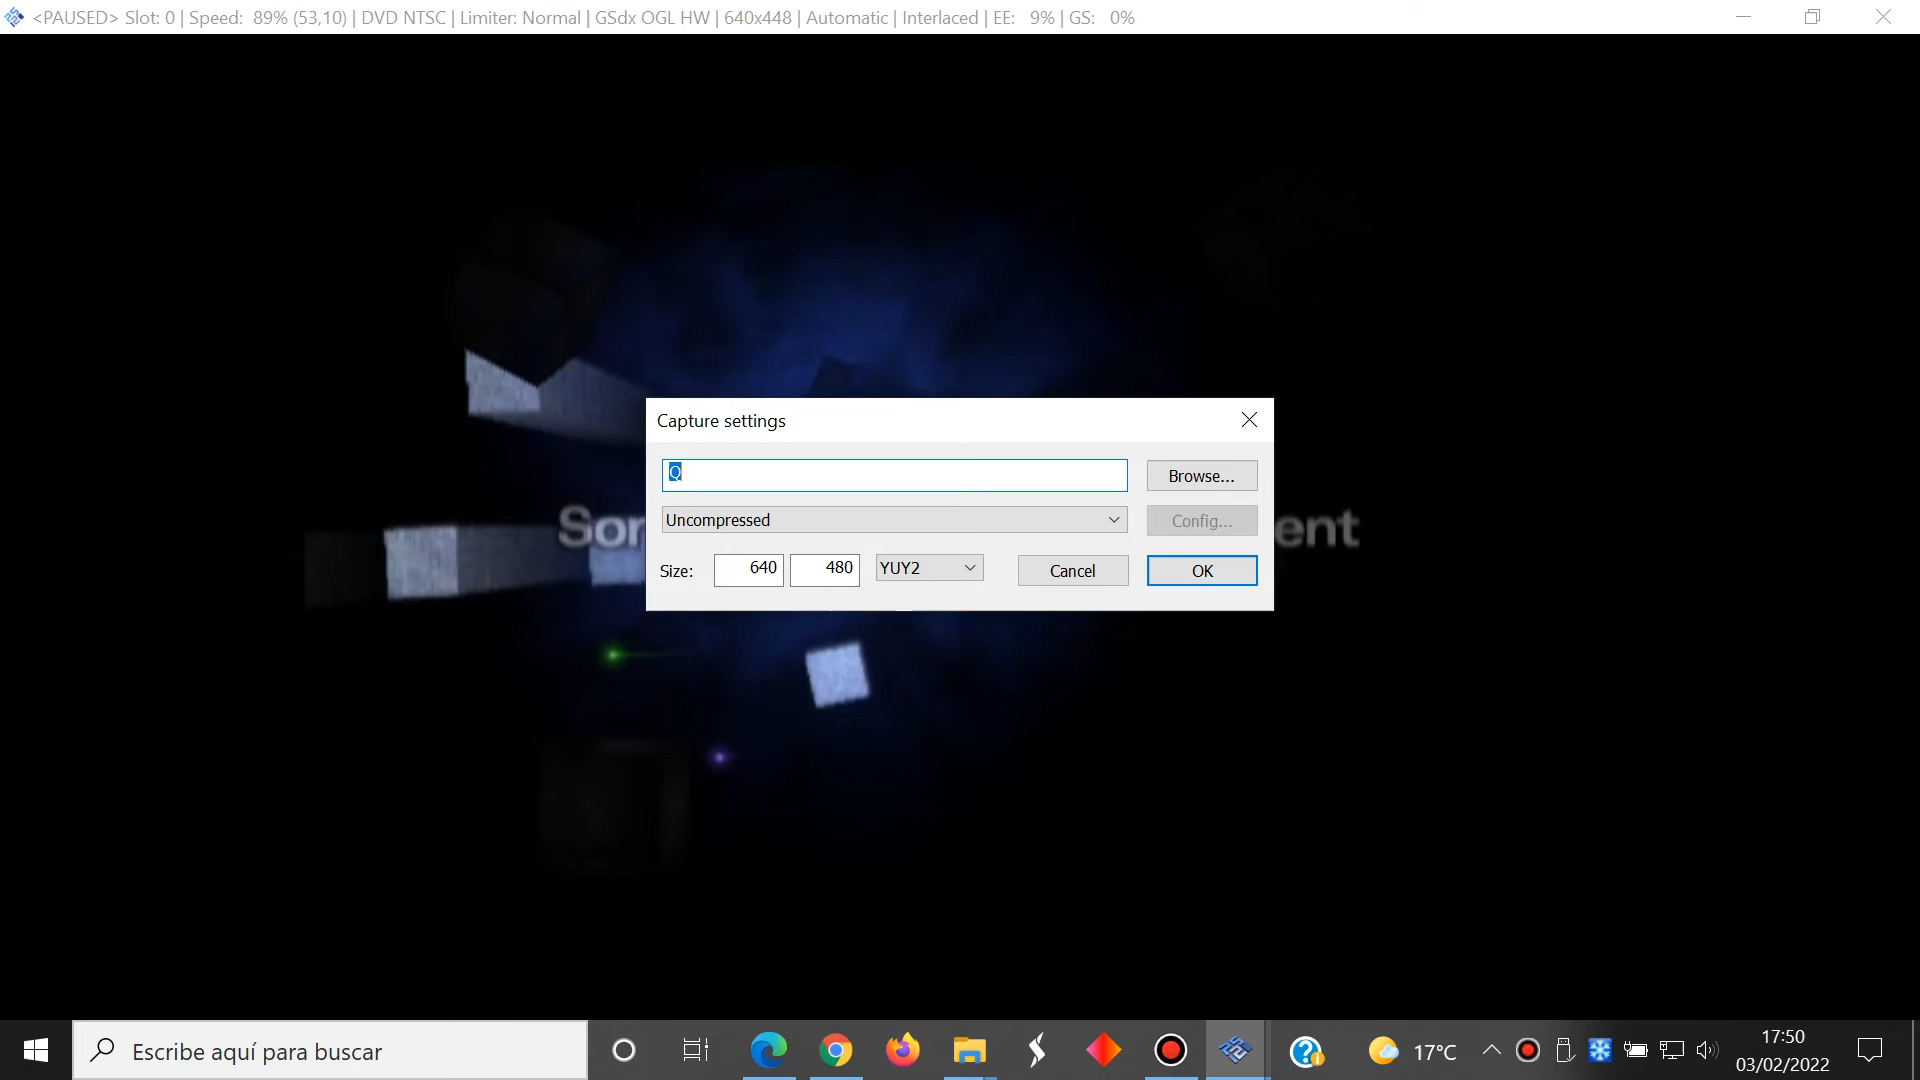 <PAUSED> Slot: 0 | Speed: 89% (53,10) | DVD NTSC | Limiter: Normal | GSdx OGL HW | 640x448 | Automatic | Interlaced | EE: 9% | GS: 0%
Capture settings
Q
Browse...
Uncompressed
Config...
Son
ent
Size: 640 480 YUY2 Cancel OK
Escribe aquí para buscar
17°C
17:50
03/02/2022